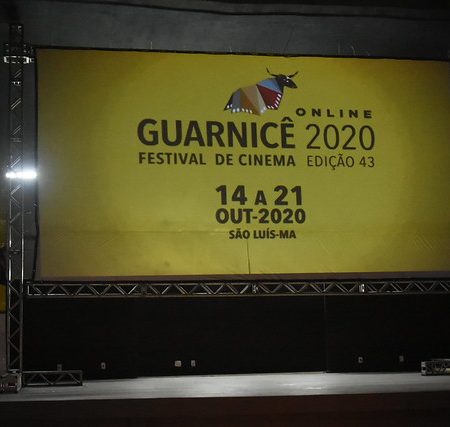 ONLINE
GUARNICÊ 2020
FESTIVAL DE CINEMA EDIÇÃO 43
14 A 21
OUT-2020
SÃO LUÍS-MA